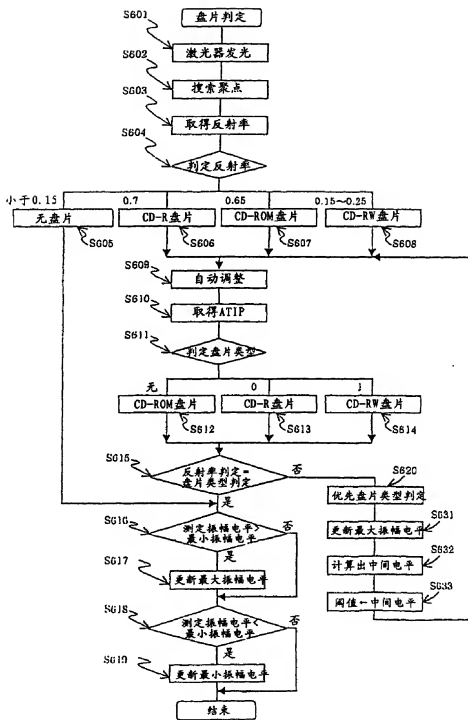 盘片判定
S601
激光器发光
S602
搜索聚点
S603
取得反射率
S604
判定反射率
小于0.15
0.7
0.65
0.15~0.25
无盘片
CD-R盘片
CD-ROM盘片
CD-RW盘片
S605
S606
S607
S608
S609
自动调整
S610
取得ATIP
S611
判定盘片类型
无
0
1
CD-ROM盘片
CD-R盘片
CD-RW盘片
S612
S613
S614
S615
反射率判定=
盘片类型判定
否
是
S620
优先盘片类型判定
S616
测定振幅电平>
最小振幅电平
否
是
S631
更新最大振幅电平
S617
更新最大振幅电平
S632
计算出中间电平
S618
测定振幅电平<
最小振幅电平
否
是
S633
阈值←中间电平
S619
更新最小振幅电平
结束